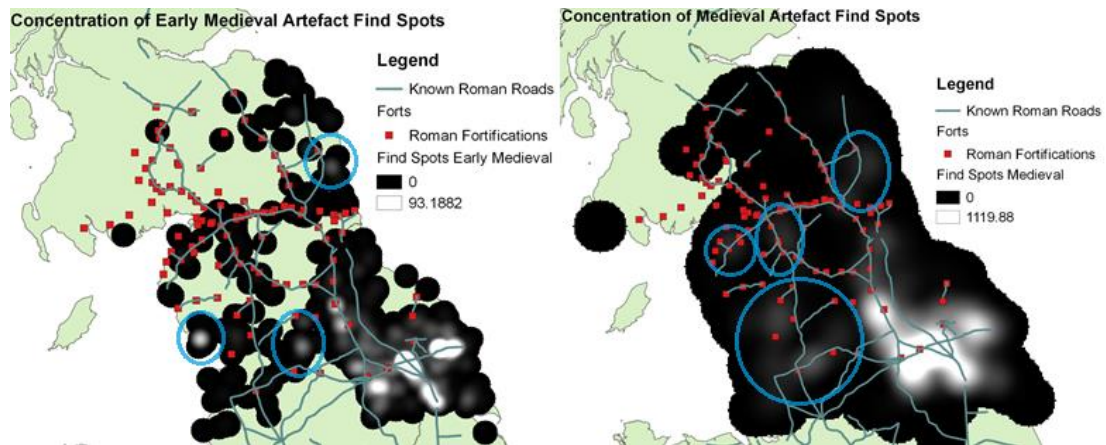 Concentration of Early Medieval Artefact Find Spots
Legend
Known Roman Roads
Forts
Roman Fortifications
Find Spots Early Medieval
0
93.1882
Concentration of Medieval Artefact Find Spots
Legend
Known Roman Roads
Forts
Roman Fortifications
Find Spots Medieval
0
1119.88